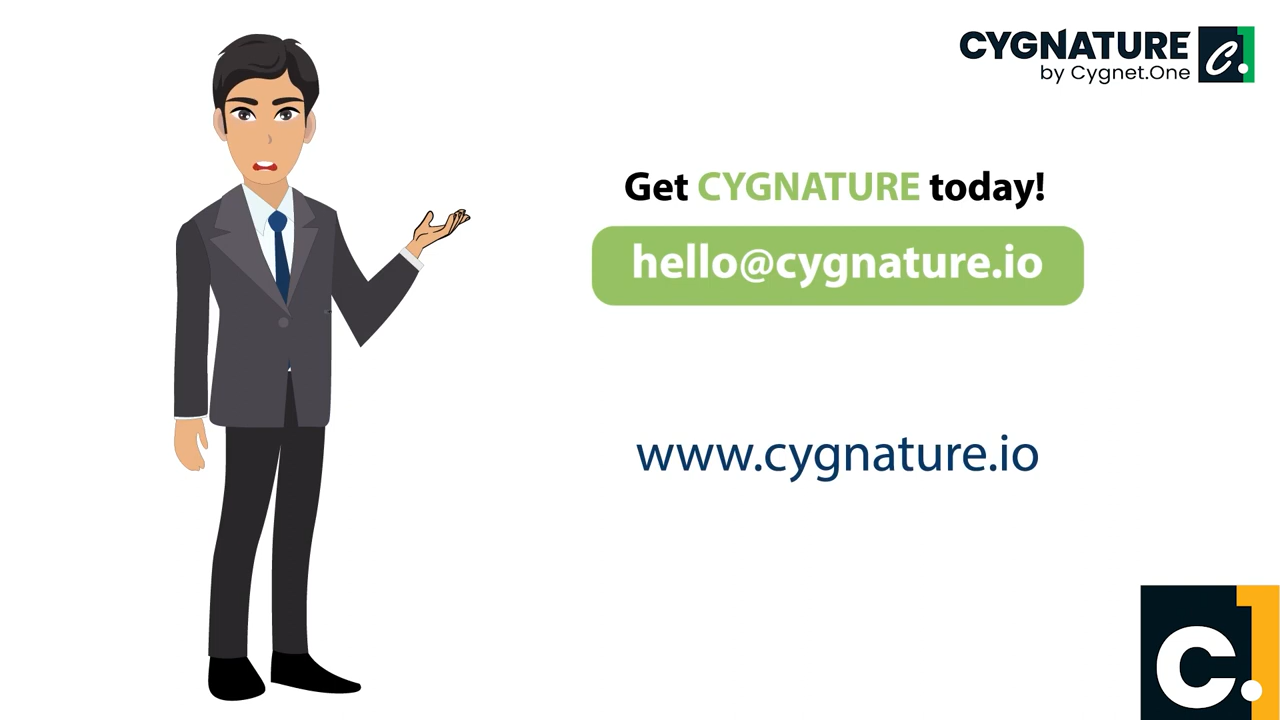 CYGNATURE
by Cygnet.One
Get CYGNATURE today!
hello@cygnature.io
www.cygnature.io
C.